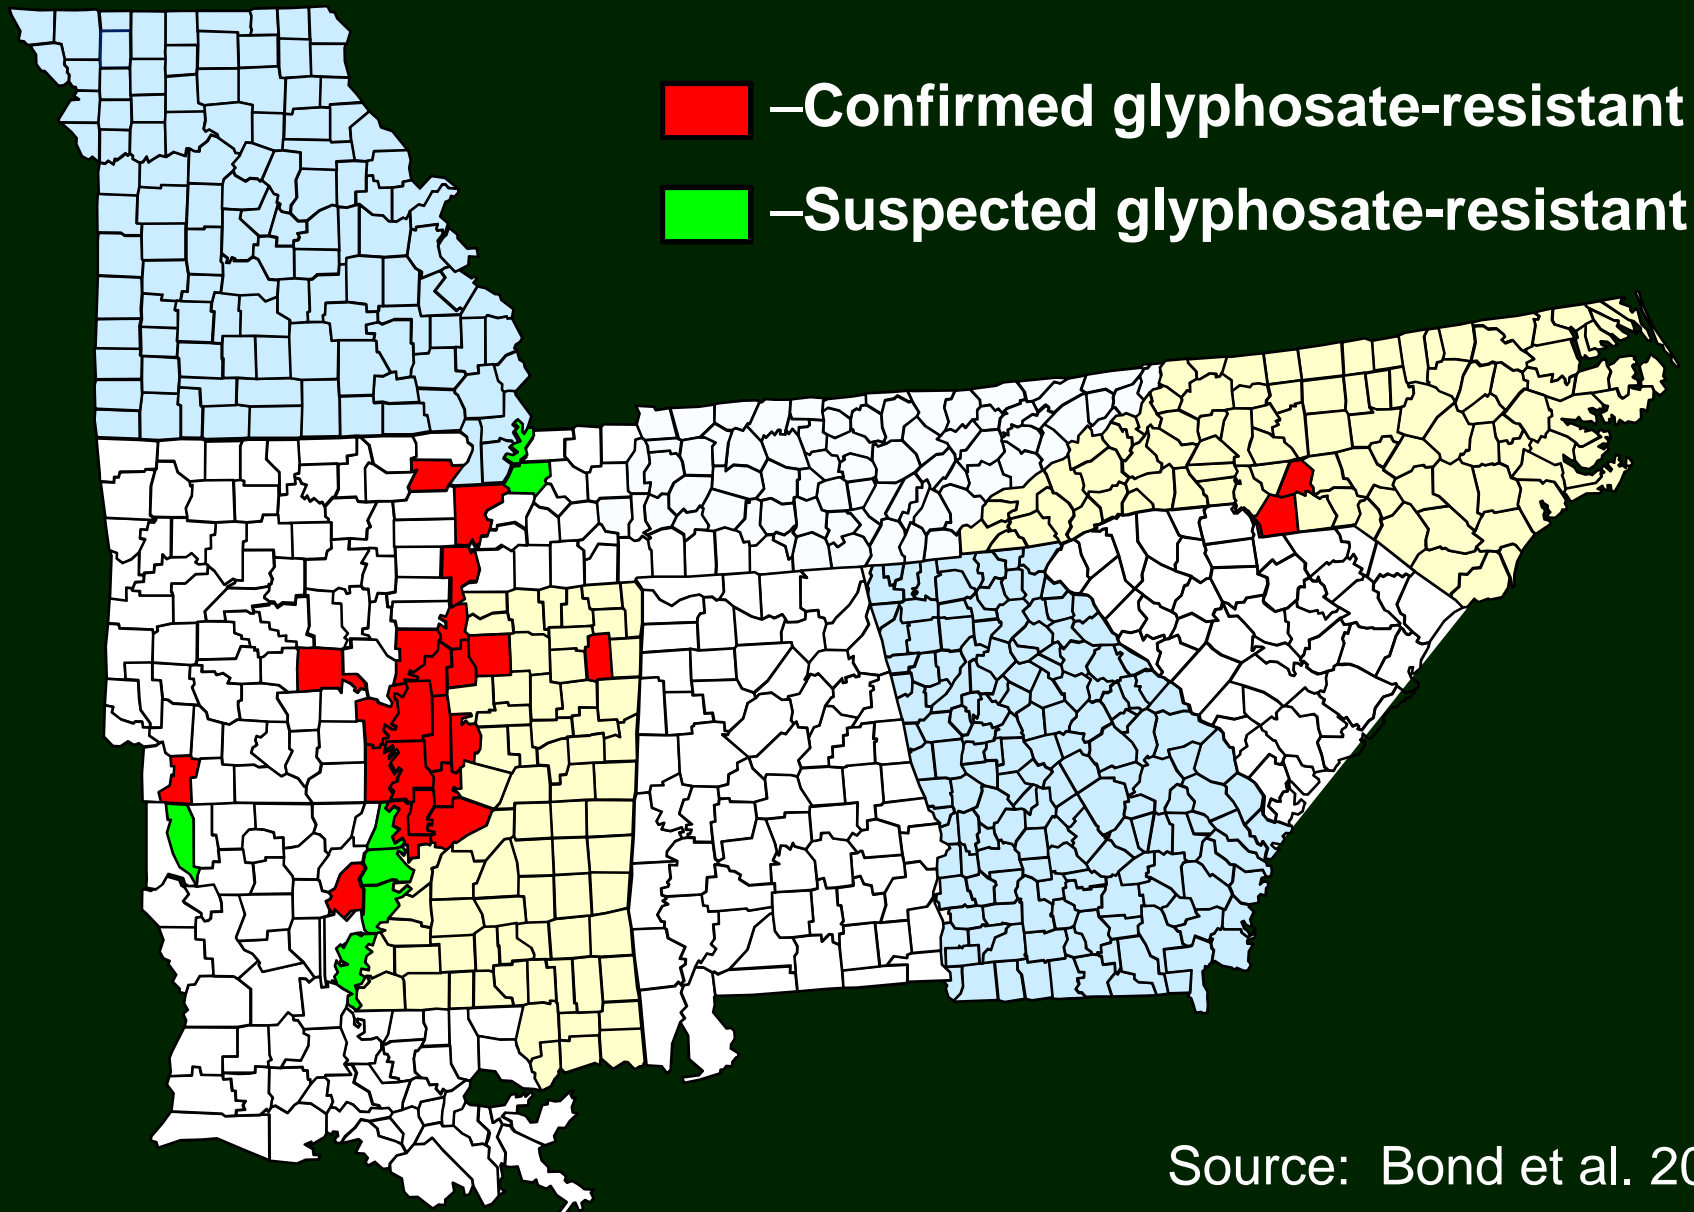 –Confirmed glyphosate-resistant
–Suspected glyphosate-resistant
Source: Bond et al.